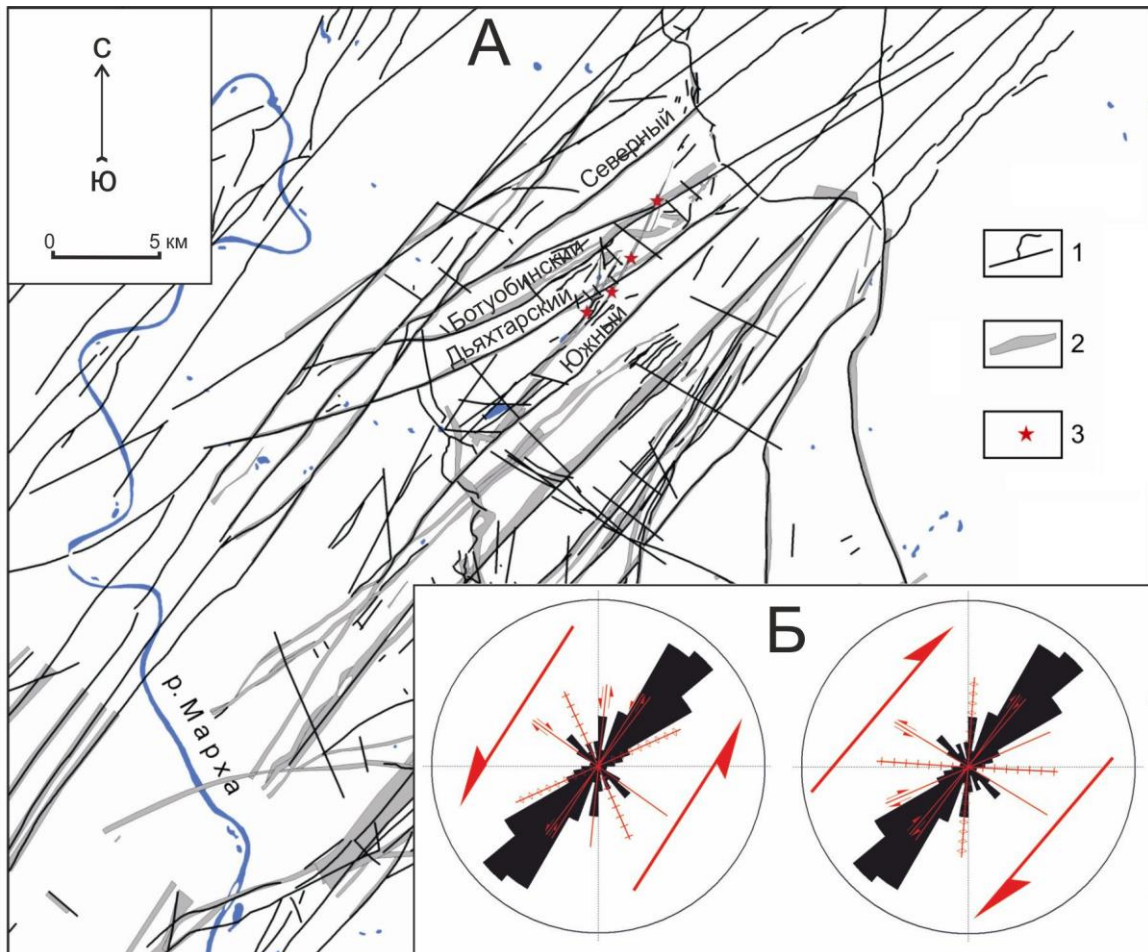 А
С
Ю
0 5 км
Северный
Ботуобинский
Дьяхтарский
Южный
1
2
3
р. Марха
Б